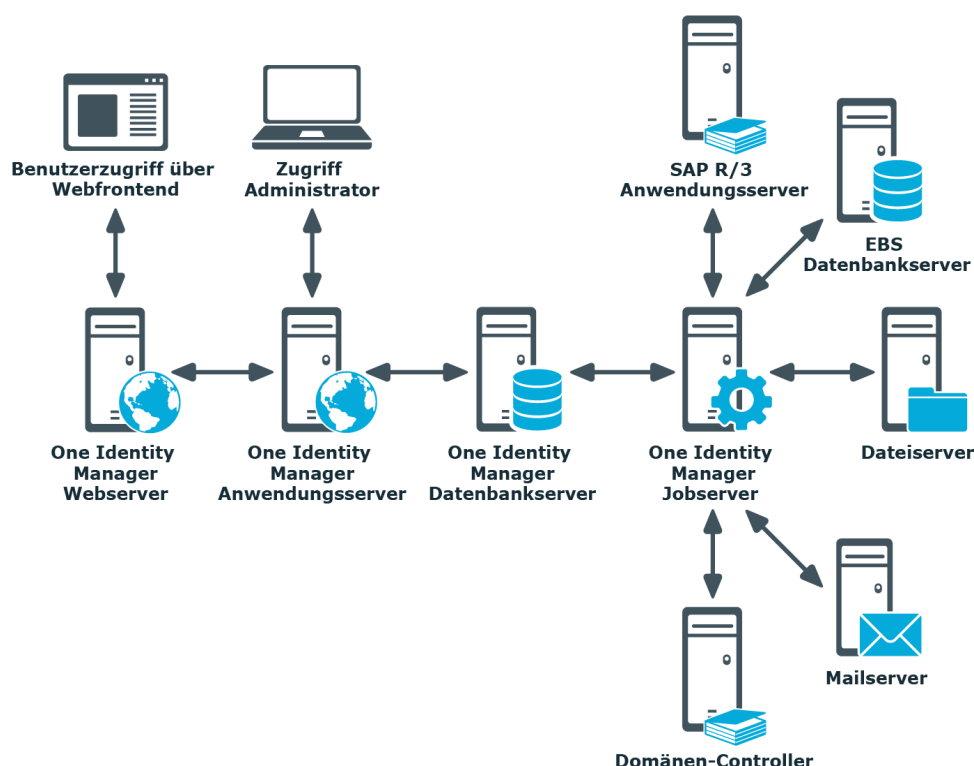 Benutzerzugriff über
Webfrontend
Zugriff
Administrator
SAP R/3
Anwendungsserver
EBS
Datenbankserver
One Identity
Manager
Webserver
One Identity
Manager
Anwendungsserver
One Identity
Manager
Datenbankserver
One Identity
Manager
Jobserver
Dateiserver
Mailserver
Domänen-Controller